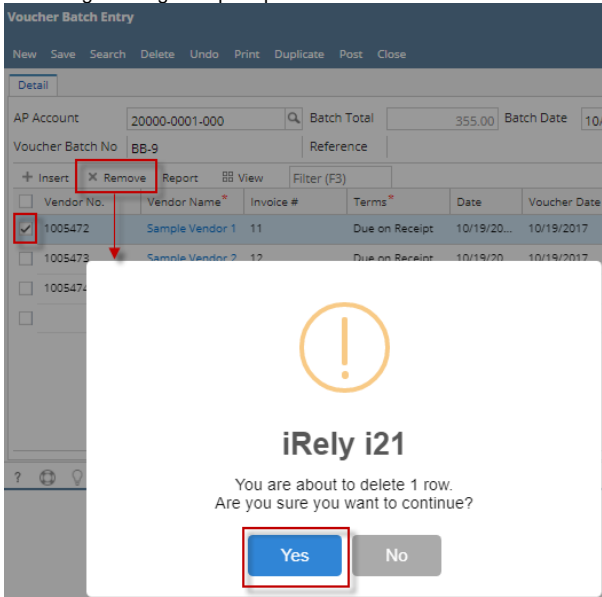 Voucher Batch Entry
New Save Search Delete Undo Print Duplicate Post Close
Detail
AP Account 20000-0001-000 Batch Total 355.00 Batch Date 10/
Voucher Batch No BB-9 Reference
+ Insert × Remove Report View Filter (F3)
Vendor No. Vendor Name* Invoice # Terms* Date Voucher Date
1005472 Sample Vendor 1 11 Due on Receipt 10/19/20... 10/19/2017
1005473 Sample Vendor 2 12 Due on Receipt 10/19/20 10/19/2017
1005474
iRely i21
?
You are about to delete 1 row.
Are you sure you want to continue?
Yes No